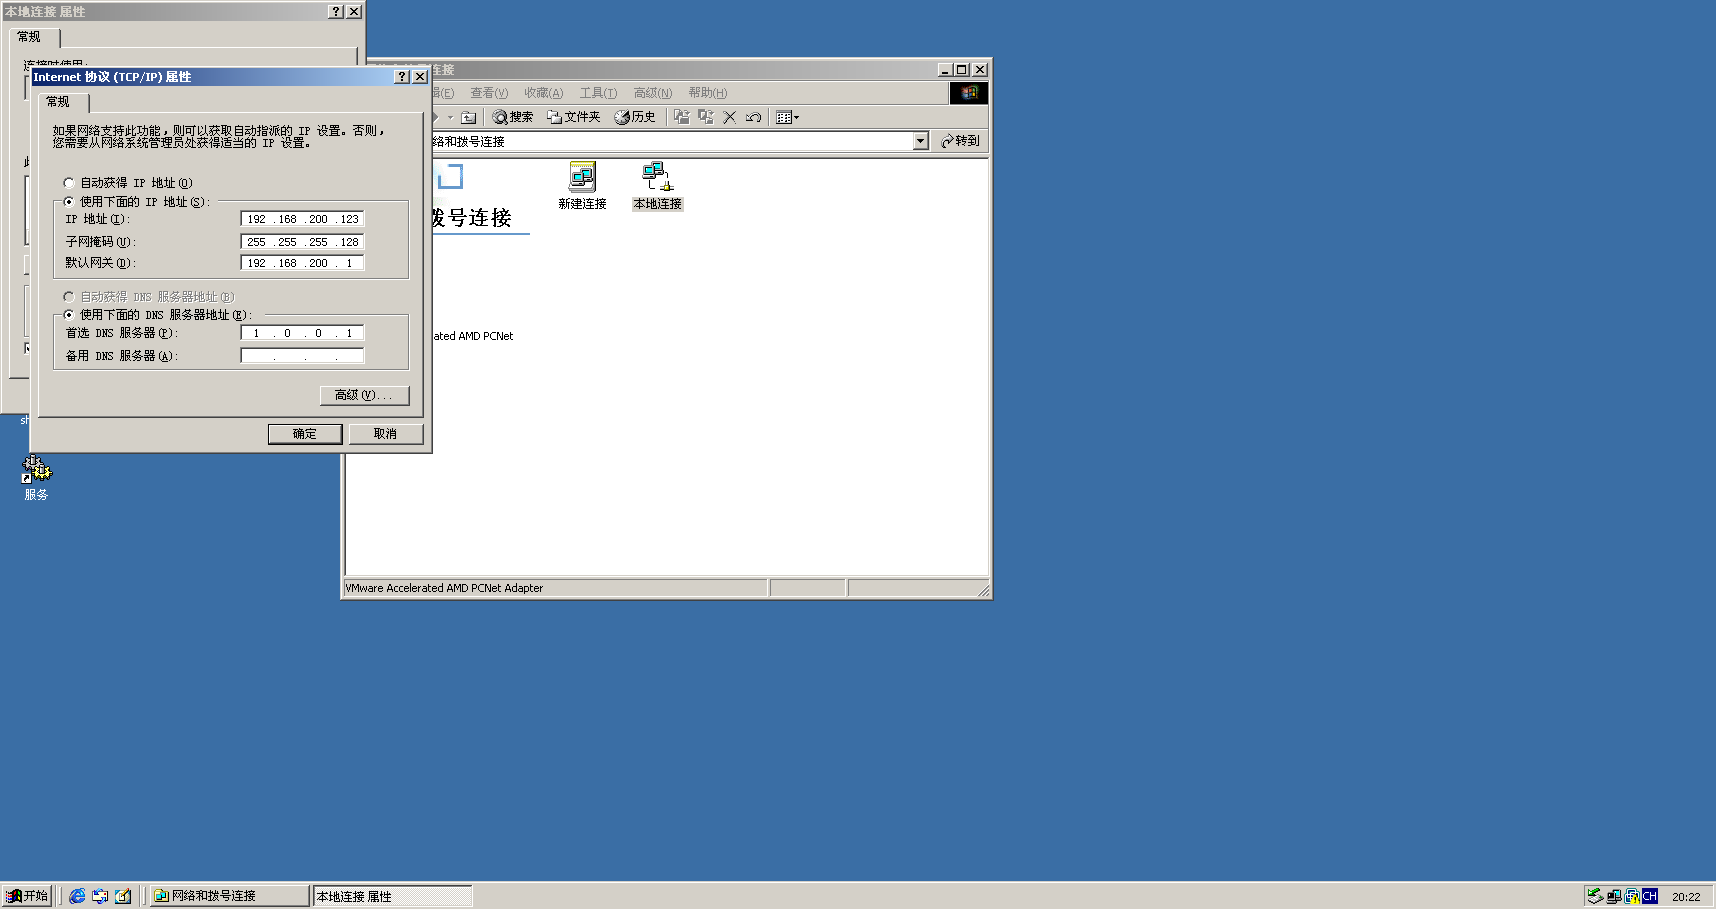 本地连接 属性
常规
连接时使用:
Internet 协议 (TCP/IP) 属性
常规
如果网络支持此功能，则可以获取自动指派的 IP 设置。否则，
您需要从网络系统管理员处获得适当的 IP 设置。
自动获得 IP 地址(O)
使用下面的 IP 地址(S):
IP 地址(I): 192 .168 .200 .123
子网掩码(U): 255 .255 .255 .128
默认网关(D): 192 .168 .200 . 1
自动获得 DNS 服务器地址(B)
使用下面的 DNS 服务器地址(E):
首选 DNS 服务器(P): 1 . 0 . 0 . 1
备用 DNS 服务器(A): . . .
高级(V)...
确定 取消
连接
(E) 查看(V) 收藏(A) 工具(T) 高级(N) 帮助(H)
搜索 文件夹 历史
络和拨号连接 转到
新建连接 本地连接
拨号连接
ated AMD PCNet
VMware Accelerated AMD PCNet Adapter
sh
服务
开始 网络和拨号连接 本地连接 属性 CH 20:22